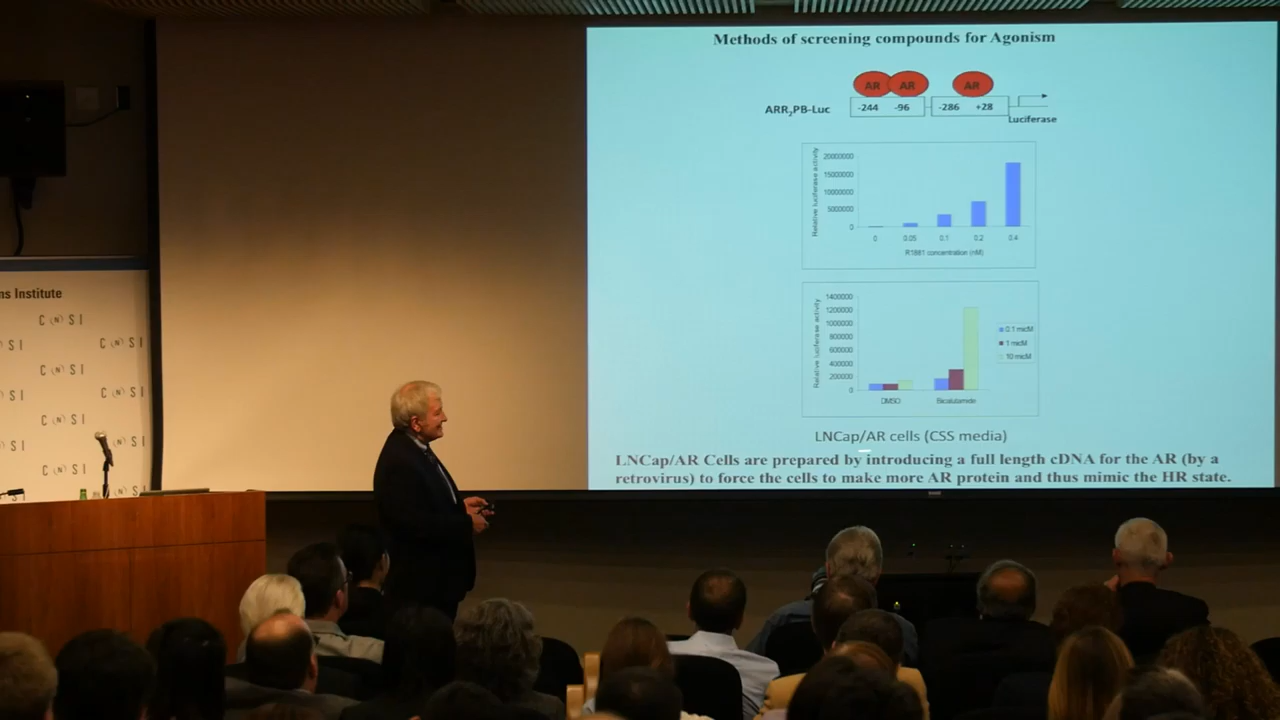 Methods of screening compounds for Agonism
AR AR AR
ARR2PB-Luc
-244 -96 -286 +28
Luciferase
Relative luciferase activity
20000000
15000000
10000000
5000000
0
0 0.05 0.1 0.2 0.4
R1881 concentration (nM)
Relative luciferase activity
1400000
1200000
1000000
800000
600000
400000
200000
0
DMSO Bicalutamide
0.1 micM
1 micM
10 micM
LNCap/AR cells (CSS media)
LNCap/AR Cells are prepared by introducing a full length cDNA for the AR (by a
retrovirus) to force the cells to make more AR protein and thus mimic the HR state.
ns Institute
C N S I
S I C N S I
C N S I
S I C N S I
C N S I
S I C N S I
C N S I
S I